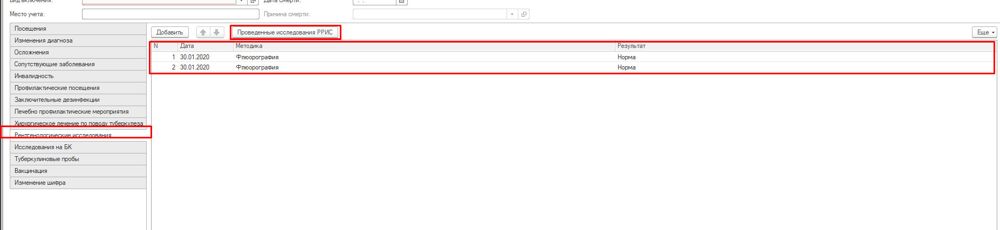 Вид включения: Дата смерти: . .
Место учета: Причина смерти:
Посещения
Изменения диагноза
Осложнения
Сопутствующие заболевания
Инвалидность
Профилактические посещения
Заключительные дезинфекции
Лечебно профилактические мероприятия
Хирургическое лечение по поводу туберкулеза
Рентгенологические исследования
Исследования на БК
Туберкулиновые пробы
Вакцинация
Изменение шифра
Добавить Проведенные исследования РРИС Еще
N Дата Методика Результат
1 30.01.2020 Флюорография Норма
2 30.01.2020 Флюорография Норма